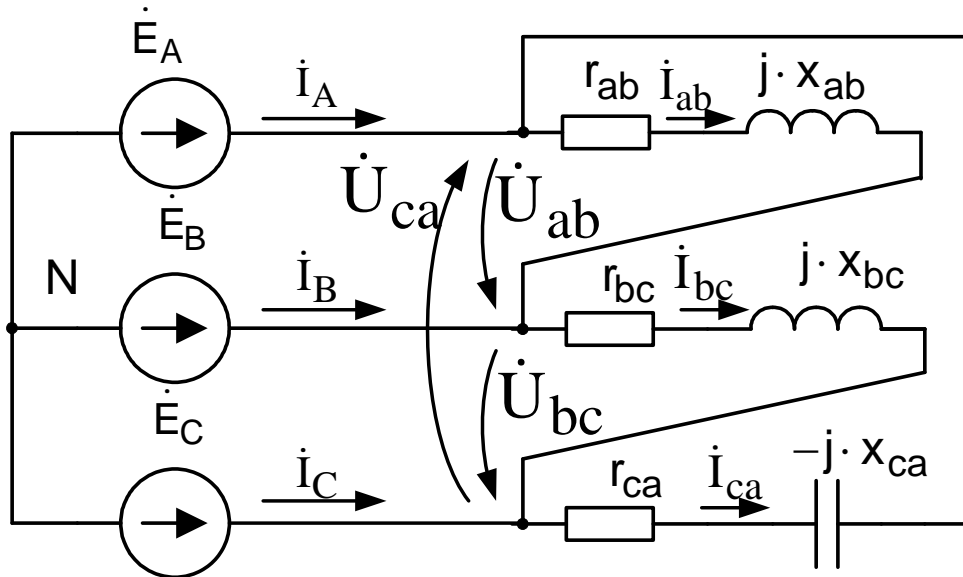 Ė_A
İ_A
r_ab
İ_ab
j · x_ab
U̇_ca
U̇_ab
Ė_B
N
İ_B
r_bc
İ_bc
j · x_bc
U̇_bc
Ė_C
İ_C
r_ca
İ_ca
−j · x_ca